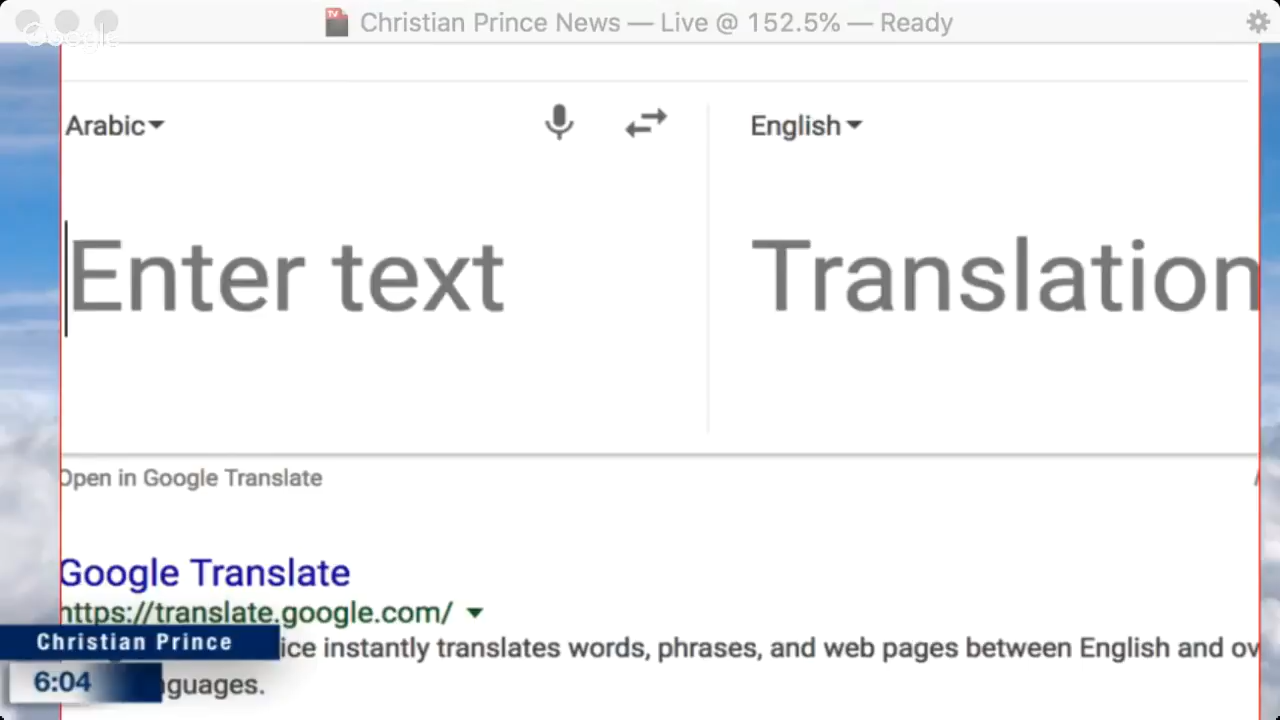 Christian Prince News — Live @ 152.5% — Ready
Google
Arabic
English
Enter text
Translation
Open in Google Translate
Google Translate
https://translate.google.com/
Christian Prince
ice instantly translates words, phrases, and web pages between English and ov
6:04
nguages.